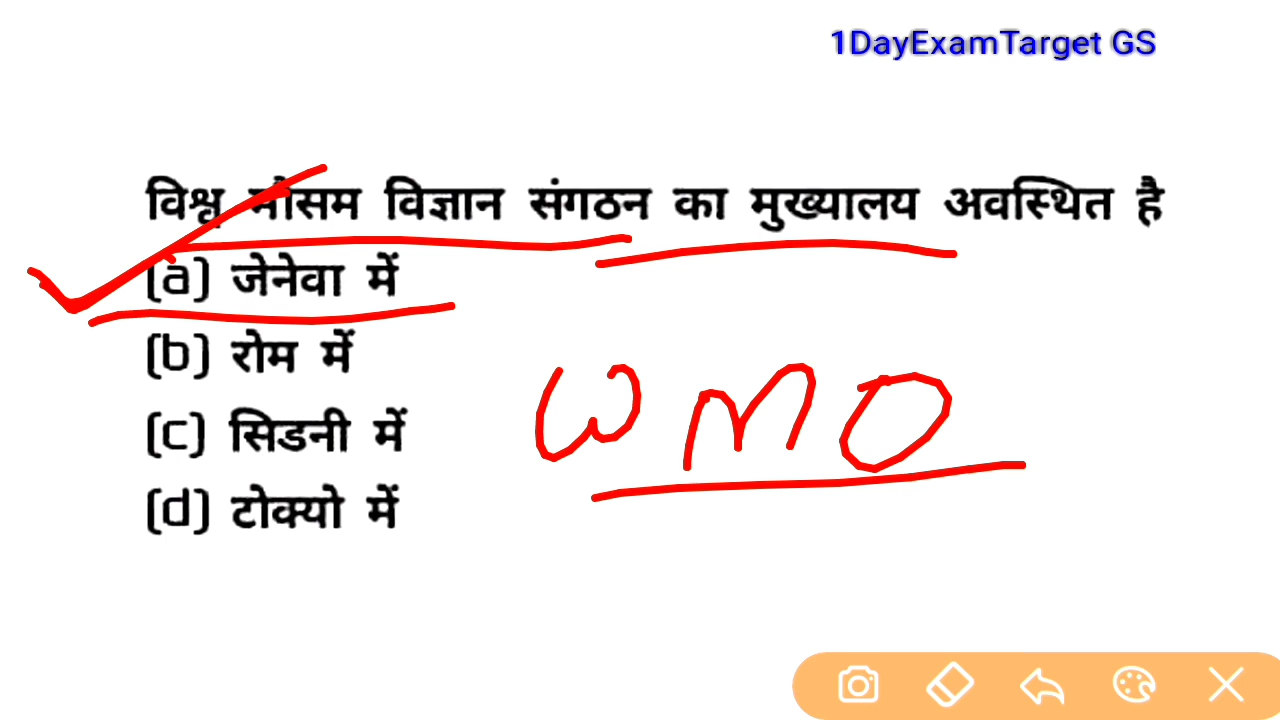 1DayExamTarget GS
विश्व मौसम विज्ञान संगठन का मुख्यालय अवस्थित है
(a) जेनेवा में
(b) रोम में
(c) सिडनी में
WMO
(d) टोक्यो में